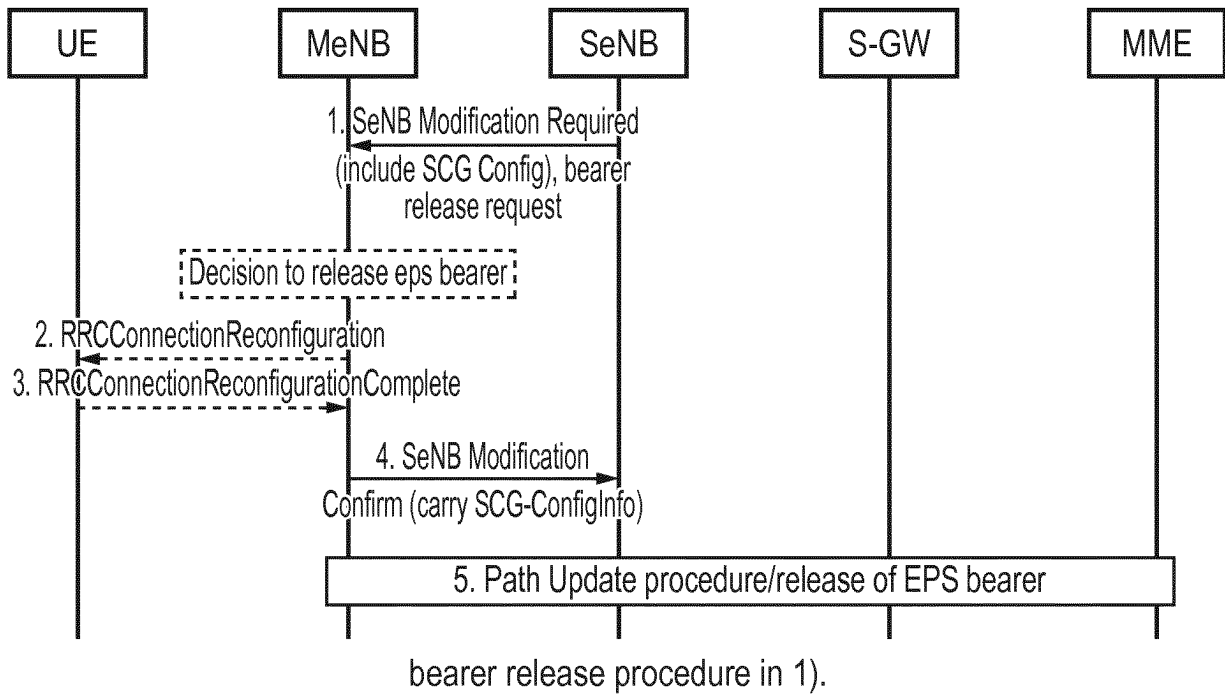 UE MeNB SeNB S-GW MME
1. SeNB Modification Required
(include SCG Config), bearer
release request
Decision to release eps bearer
2. RRCConnectionReconfiguration
3. RRCConnectionReconfigurationComplete
4. SeNB Modification
Confirm (carry SCG-ConfigInfo)
5. Path Update procedure/release of EPS bearer
bearer release procedure in 1).